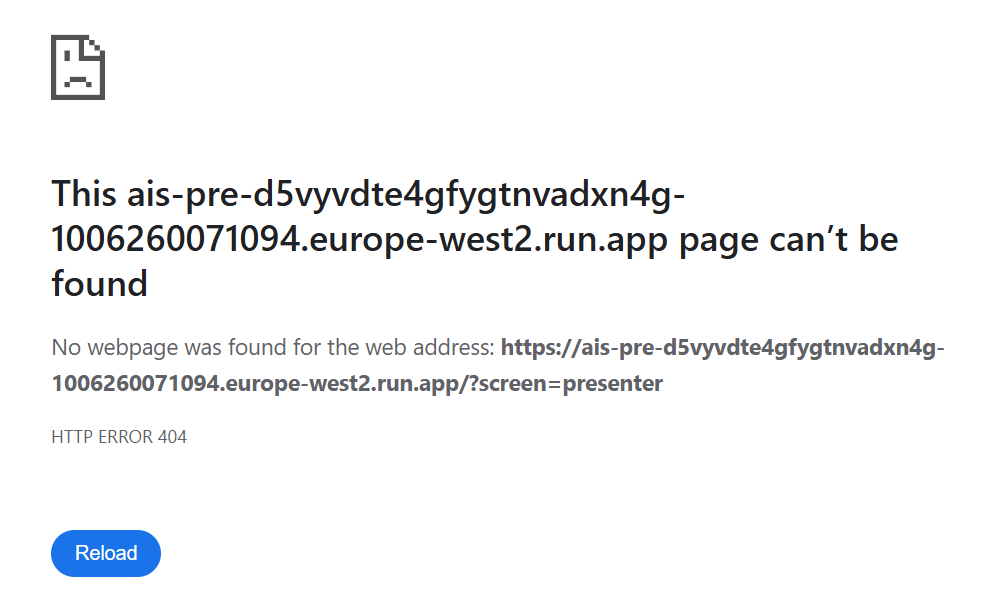 This ais-pre-d5vyvdte4gfygtnvadxn4g-
1006260071094.europe-west2.run.app page can’t be
found
No webpage was found for the web address: https://ais-pre-d5vyvdte4gfygtnvadxn4g-
1006260071094.europe-west2.run.app/?screen=presenter
HTTP ERROR 404
Reload